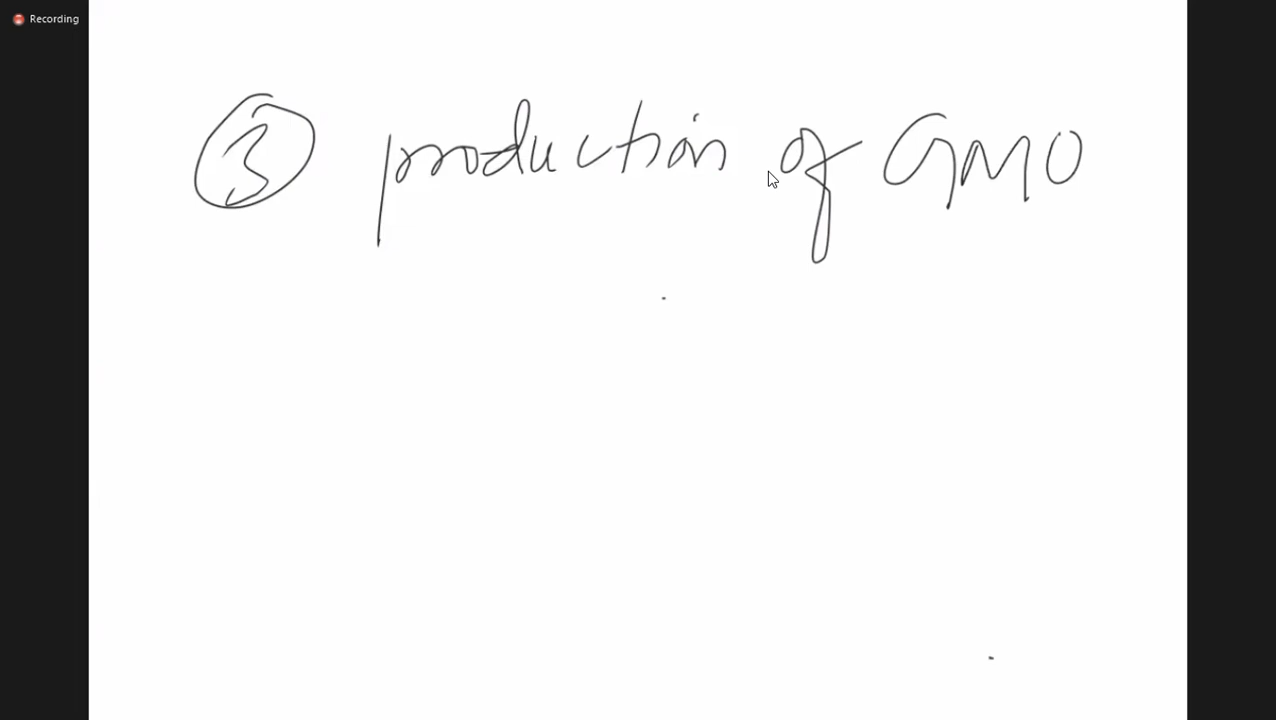 Recording
③ production of GMO